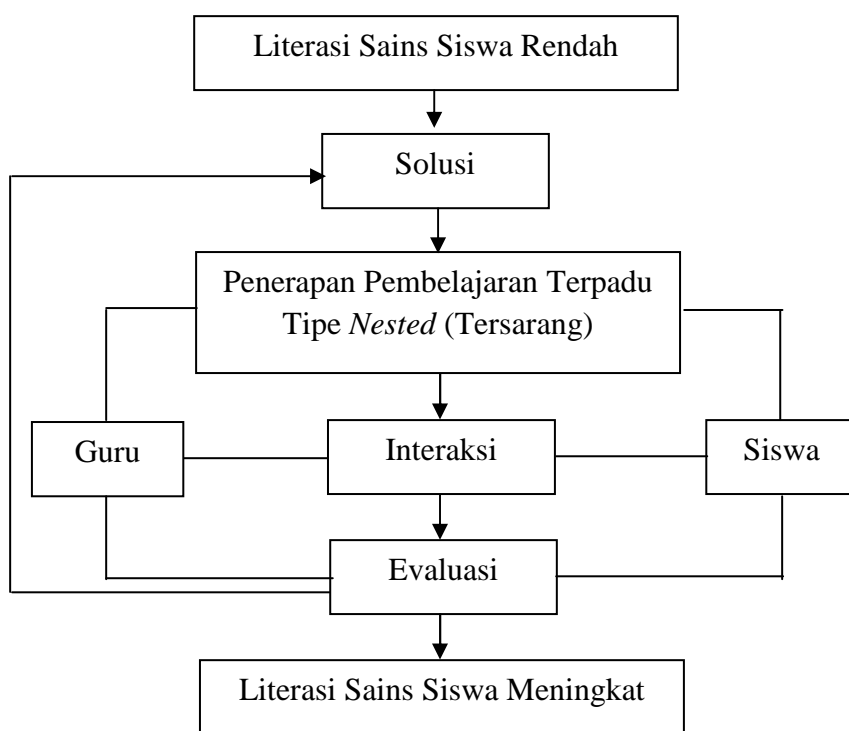 Literasi Sains Siswa Rendah
Solusi
Penerapan Pembelajaran Terpadu
Tipe Nested (Tersarang)
Guru
Interaksi
Siswa
Evaluasi
Literasi Sains Siswa Meningkat